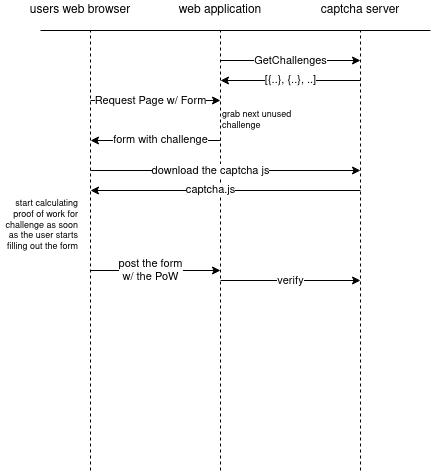 users web browser
web application
captcha server
GetChallenges
[{..}, {..}, ..]
Request Page w/ Form
grab next unused
challenge
form with challenge
download the captcha js
captcha.js
start calculating
proof of work for
challenge as soon
as the user starts
filling out the form
post the form
w/ the PoW
verify